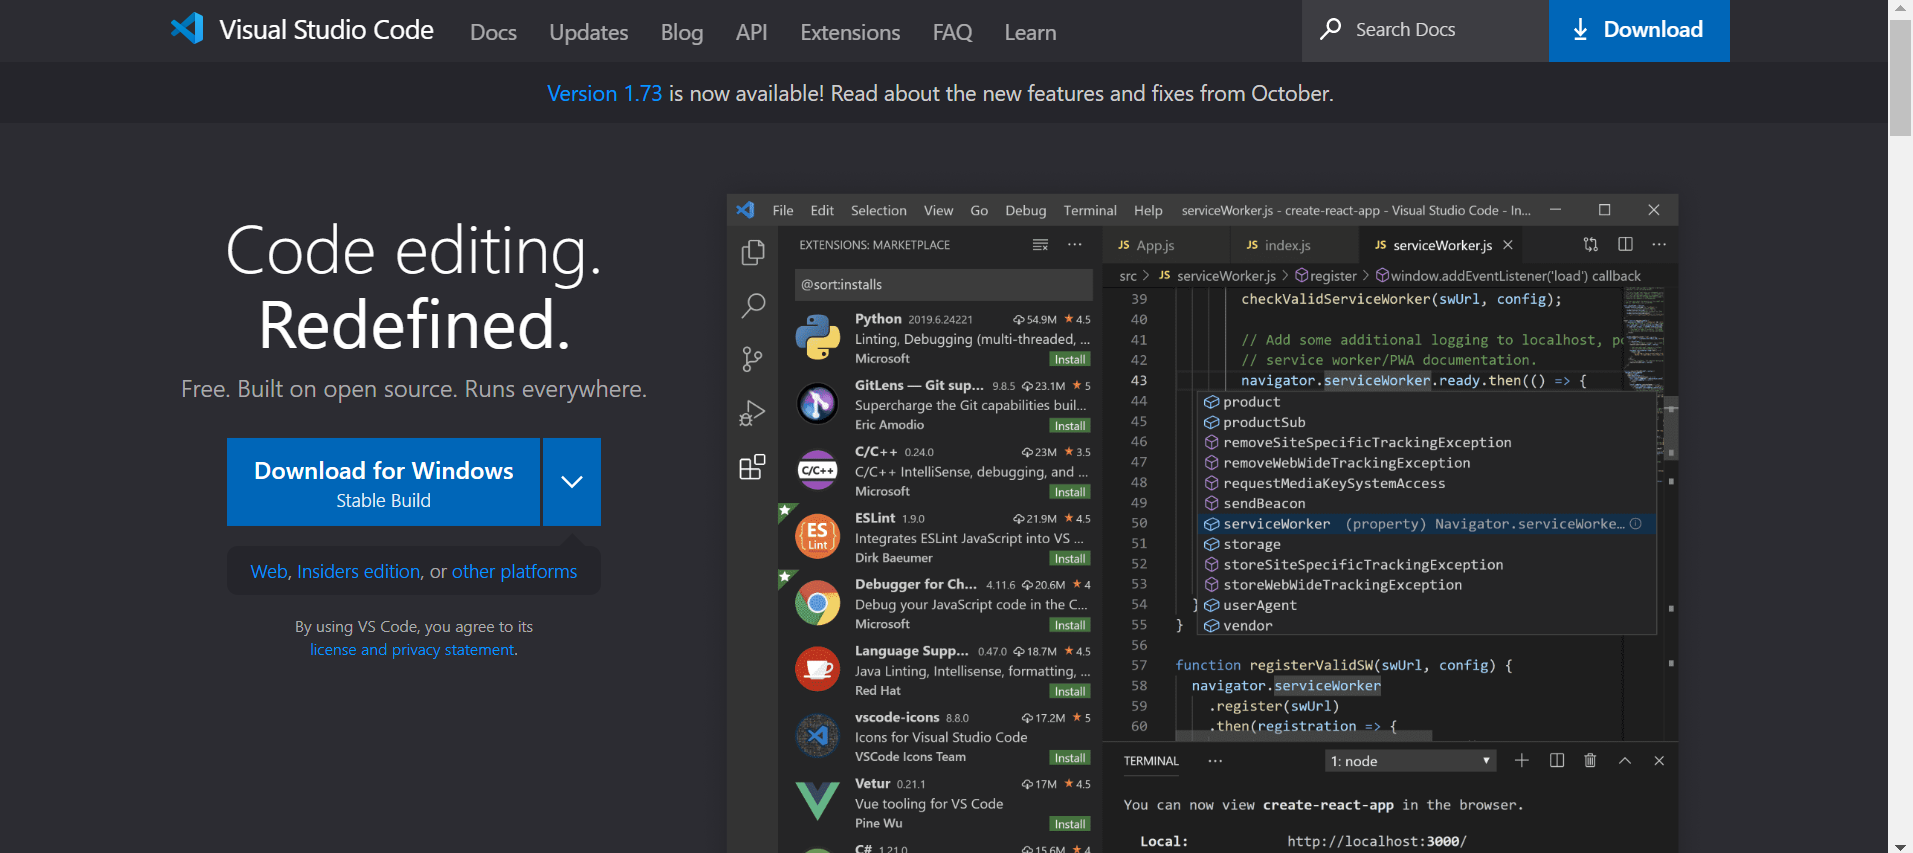 Visual Studio Code
Docs
Updates
Blog
API
Extensions
FAQ
Learn
Search Docs
Download
Version 1.73 is now available! Read about the new features and fixes from October.
Code editing.
Redefined.
Free. Built on open source. Runs everywhere.
Download for Windows
Stable Build
Web, Insiders edition, or other platforms
By using VS Code, you agree to its
license and privacy statement.
File Edit Selection View Go Debug Terminal Help serviceWorker.js - create-react-app - Visual Studio Code - In...
EXTENSIONS: MARKETPLACE
@sort:installs
Python 2019.6.24221 54.9M ★ 4.5
Linting, Debugging (multi-threaded, ...
Microsoft Install
GitLens — Git sup... 9.8.5 23.1M ★ 5
Supercharge the Git capabilities buil...
Eric Amodio Install
C/C++
C/C++ 0.24.0 23M ★ 3.5
C/C++ IntelliSense, debugging, and ...
Microsoft Install
ES
Lint
ESLint 1.9.0 21.9M ★ 4.5
Integrates ESLint JavaScript into VS ...
Dirk Baeumer Install
Debugger for Ch... 4.11.6 20.6M ★ 4
Debug your JavaScript code in the C...
Microsoft Install
Language Supp... 0.47.0 18.7M ★ 4.5
Java Linting, Intellisense, formatting, ...
Red Hat Install
vscode-icons 8.8.0 17.2M ★ 5
Icons for Visual Studio Code
VSCode Icons Team Install
Vetur 0.21.1 17M ★ 4.5
Vue tooling for VS Code
Pine Wu Install
C# 1.21.0 15.6M ★ 4
JS App.js
JS index.js
JS serviceWorker.js
src > JS serviceWorker.js > register > window.addEventListener('load') callback
39 checkValidServiceWorker(swUrl, config);
40
41 // Add some additional logging to localhost, po
42 // service worker/PWA documentation.
43 navigator.serviceWorker.ready.then(() => {
44 product
45 productSub
46 removeSiteSpecificTrackingException
47 removeWebWideTrackingException
48 requestMediaKeySystemAccess
49 sendBeacon
50 serviceWorker (property) Navigator.serviceWorke...
51 storage
52 storeSiteSpecificTrackingException
53 storeWebWideTrackingException
54 } userAgent
55 } vendor
56
57 function registerValidSW(swUrl, config) {
58 navigator.serviceWorker
59 .register(swUrl)
60 .then(registration => {
TERMINAL ... 1: node
You can now view create-react-app in the browser.
Local: http://localhost:3000/